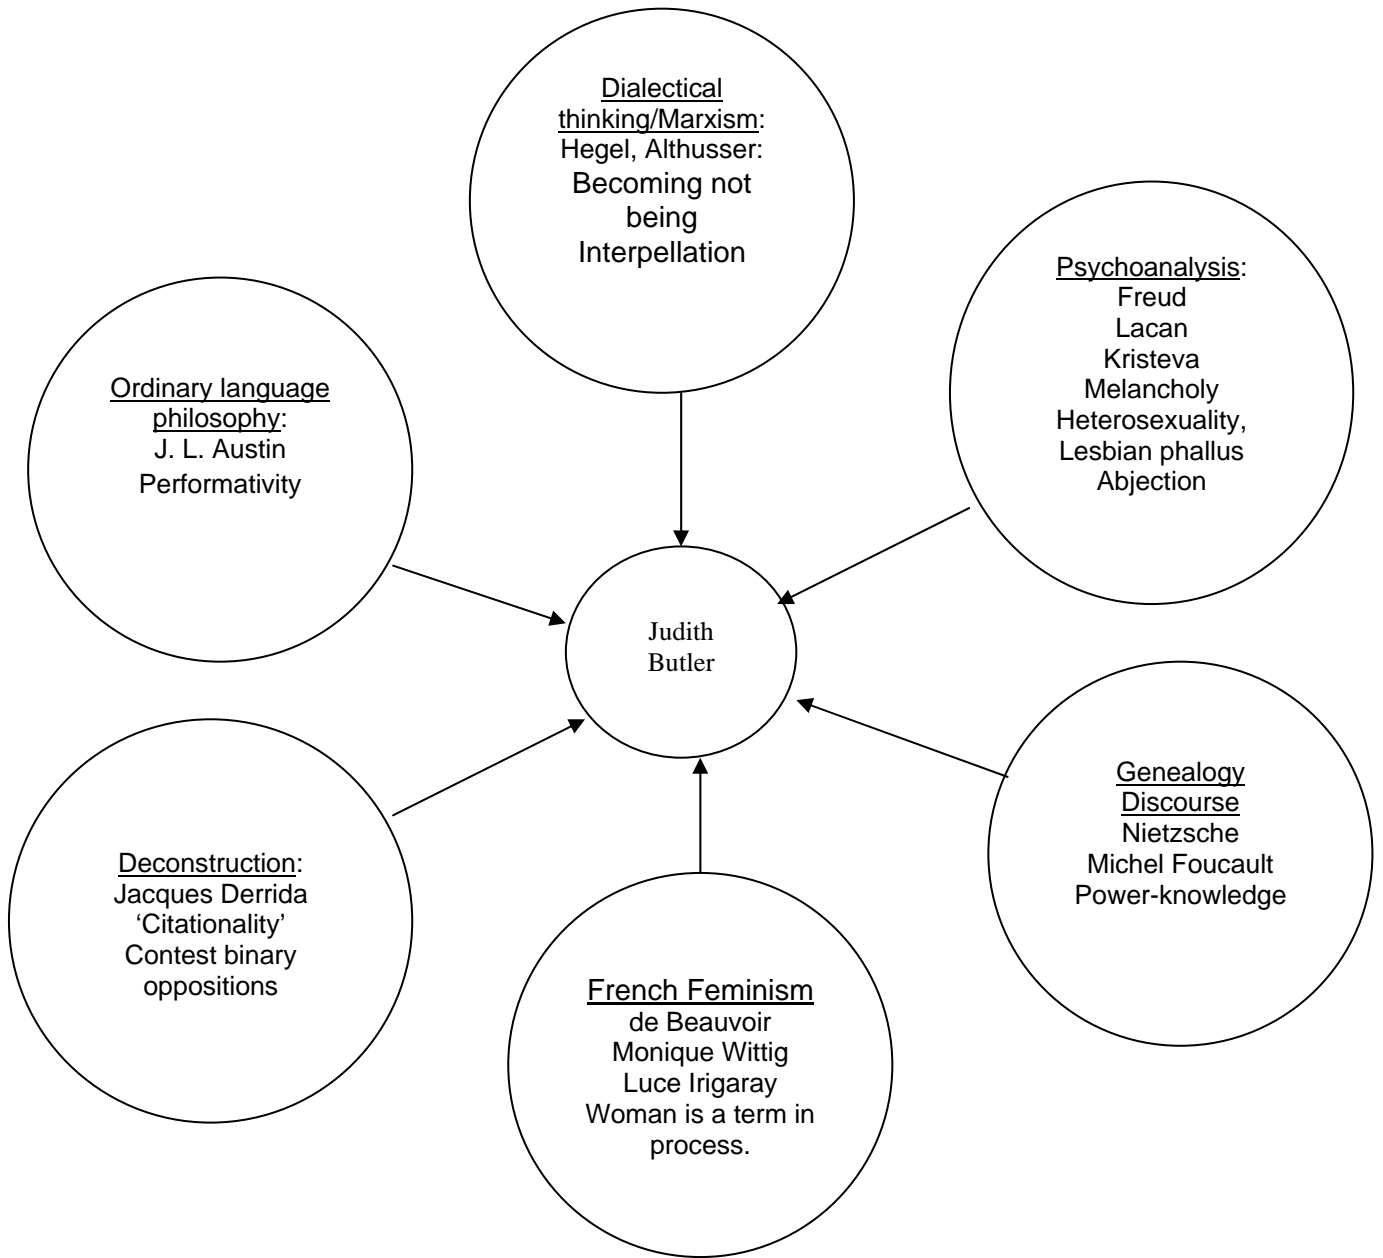 Dialectical
thinking/Marxism:
Hegel, Althusser:
Becoming not
being
Interpellation
Psychoanalysis:
Freud
Lacan
Kristeva
Melancholy
Heterosexuality,
Lesbian phallus
Abjection
Ordinary language
philosophy:
J. L. Austin
Performativity
Judith
Butler
Genealogy
Discourse
Nietzsche
Michel Foucault
Power-knowledge
Deconstruction:
Jacques Derrida
‘Citationality’
Contest binary
oppositions
French Feminism
de Beauvoir
Monique Wittig
Luce Irigaray
Woman is a term in
process.